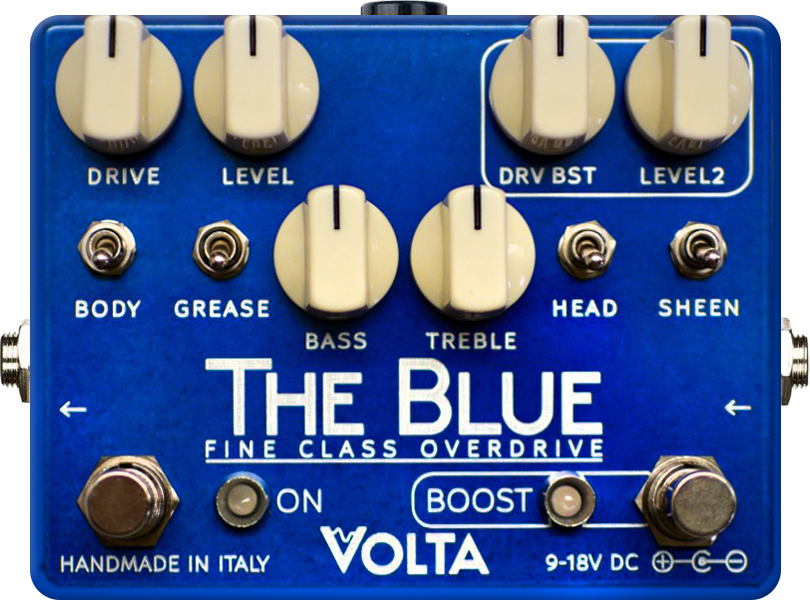 DRIVE LEVEL DRV BST LEVEL2
BODY GREASE HEAD SHEEN
BASS TREBLE
THE BLUE
FINE CLASS OVERDRIVE
ON BOOST
VOLTA
HANDMADE IN ITALY 9-18V DC